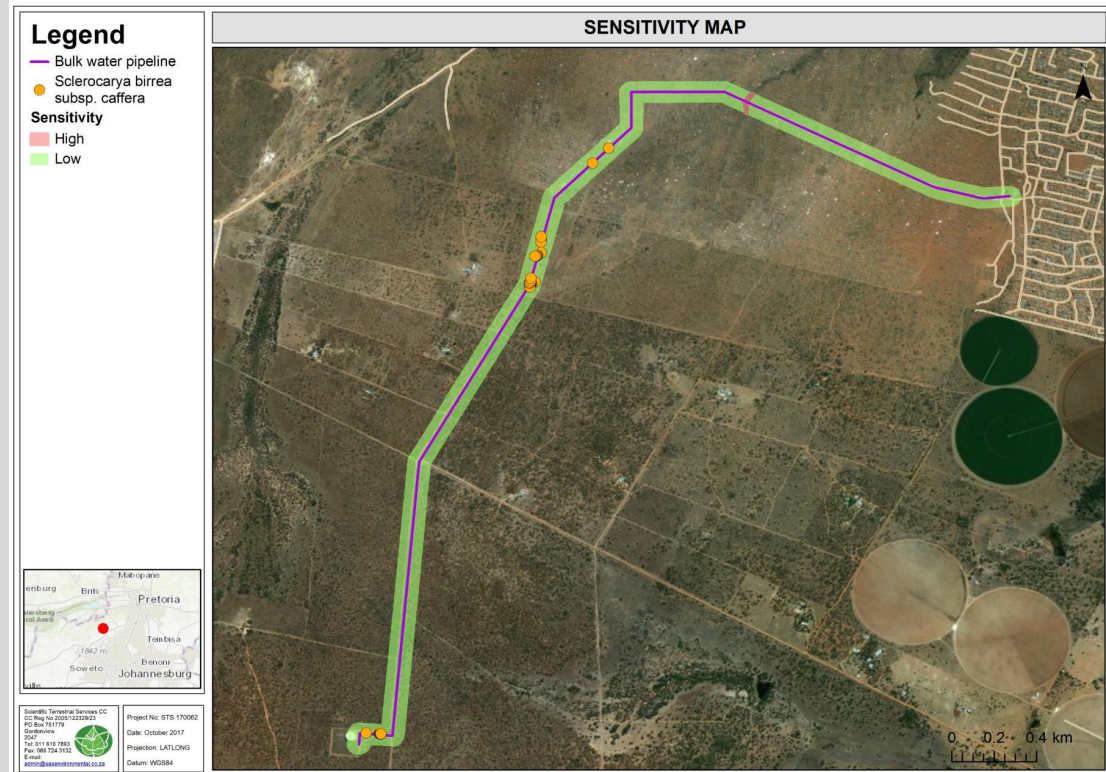 SENSITIVITY MAP
Legend
Bulk water pipeline
Sclerocarya birrea
subsp. caffera
Sensitivity
High
Low
N
0 0.2 0.4 km
Mabopane
Brits
Pretoria
Tembisa
1842 m
Soweto
Benoni
Johannesburg
Scientific Terrestrial Services CC
CC Reg No 2005/122329/23
PO Box 751779
Gardenview
2047
Tel: 011 616 7893
Fax: 086 724 3132
E-mail:
admin@sasenvironmental.co.za
Project No: STS 170062
Date: October 2017
Projection: LATLONG
Datum: WGS84